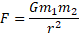 F = Gm₁m₂ / r²